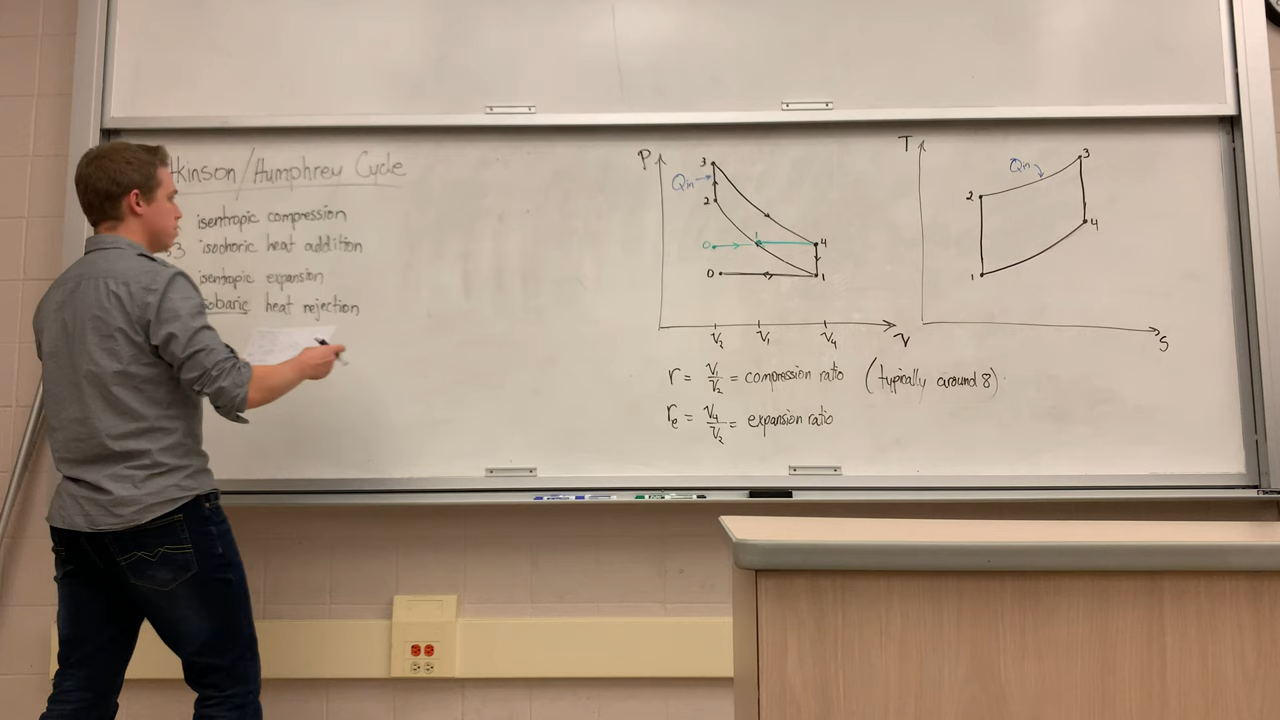 kinson/Humphrey Cycle
isentropic compression
3 isochoric heat addition
isentropic expansion
sobaric heat rejection
P
3
Qin
2
0
1
4
0
1
V2
V1
V4
V
T
Qin
3
2
4
1
S
r = V1/V2 = compression ratio (typically around 8)
re = V4/V2 = expansion ratio